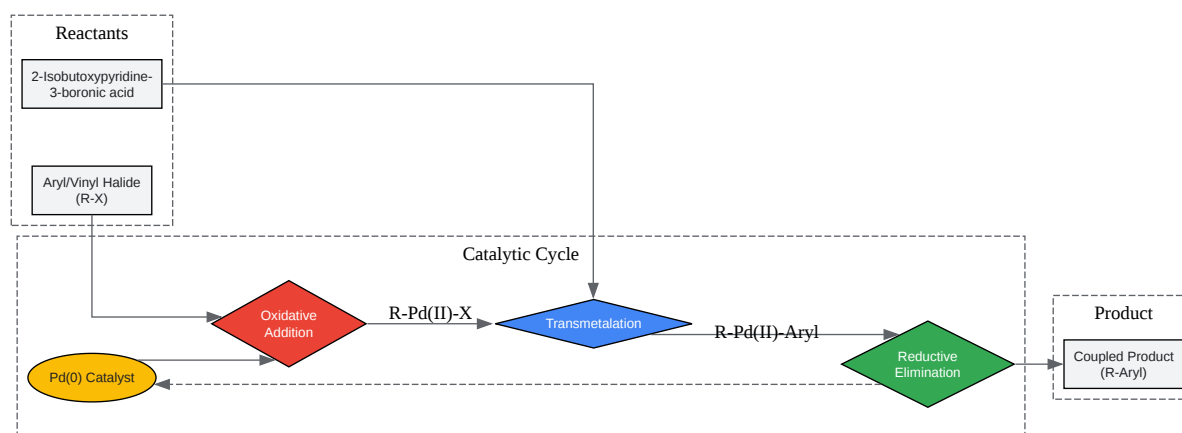 Reactants
2-Isobutoxypyridine-
3-boronic acid
Aryl/Vinyl Halide
(R-X)
Catalytic Cycle
Oxidative
Addition
R-Pd(II)-X
Transmetalation
R-Pd(II)-Aryl
Reductive
Elimination
Pd(0) Catalyst
Product
Coupled Product
(R-Aryl)